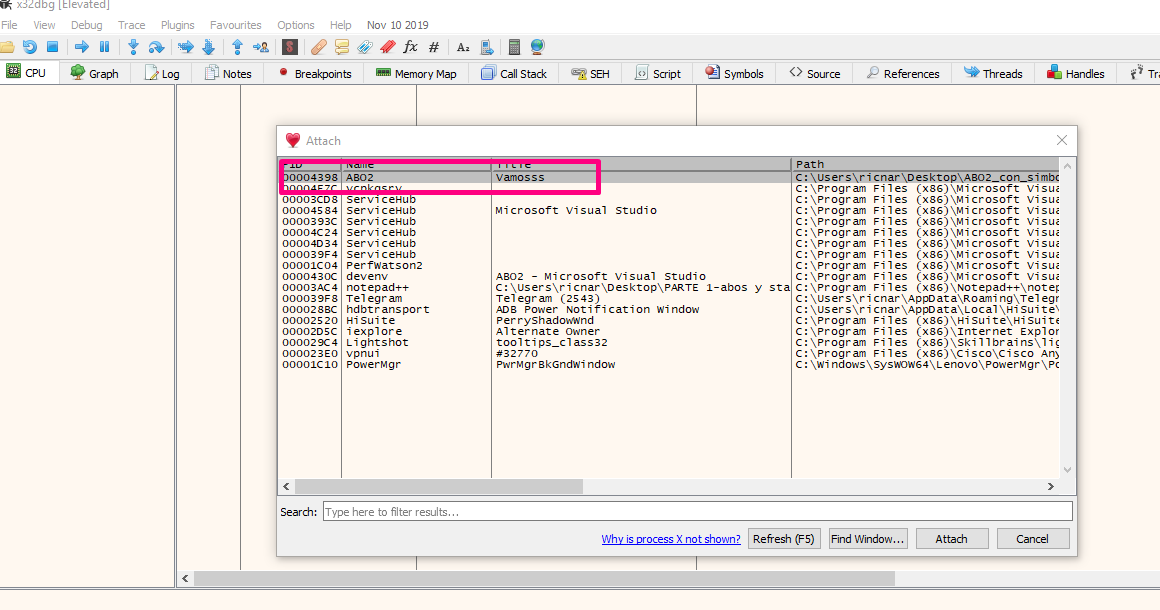 x32dbg [Elevated]
File View Debug Trace Plugins Favourites Options Help Nov 10 2019
CPU Graph Log Notes Breakpoints Memory Map Call Stack SEH Script Symbols Source References Threads Handles Tra
Attach
PID Name Title Path
00004398 ABO2 Vamosss C:\Users\ricnar\Desktop\ABO2_con_simbo
00004E7C vcpkgsrv C:\Program Files (x86)\Microsoft Visua
00003CD8 ServiceHub C:\Program Files (x86)\Microsoft Visua
00004584 ServiceHub Microsoft Visual Studio C:\Program Files (x86)\Microsoft Visua
0000393C ServiceHub C:\Program Files (x86)\Microsoft Visua
00004C24 ServiceHub C:\Program Files (x86)\Microsoft Visua
00004D34 ServiceHub C:\Program Files (x86)\Microsoft Visua
000039F4 ServiceHub C:\Program Files (x86)\Microsoft Visua
00001C04 PerfWatson2 C:\Program Files (x86)\Microsoft Visua
0000430C devenv ABO2 - Microsoft Visual Studio C:\Program Files (x86)\Microsoft Visua
00003AC4 notepad++ C:\Users\ricnar\Desktop\PARTE 1-abos y sta C:\Program Files (x86)\Notepad++\notep
000039F8 Telegram Telegram (2543) C:\Users\ricnar\AppData\Roaming\Telegr
000028BC hdbtransport ADB Power Notification Window C:\Users\ricnar\AppData\Local\HiSuite\
00002520 HiSuite PerryShadowWnd C:\Program Files (x86)\HiSuite\HiSuite
00002D5C iexplore Alternate Owner C:\Program Files (x86)\Internet Explor
000029C4 Lightshot tooltips_class32 C:\Program Files (x86)\Skillbrains\lig
000023E0 vpnui #32770 C:\Program Files (x86)\Cisco\Cisco Any
00001C10 PowerMgr PwrMgrBkGndWindow C:\Windows\SysWOW64\Lenovo\PowerMgr\Po
Search: Type here to filter results...
Why is process X not shown? Refresh (F5) Find Window... Attach Cancel